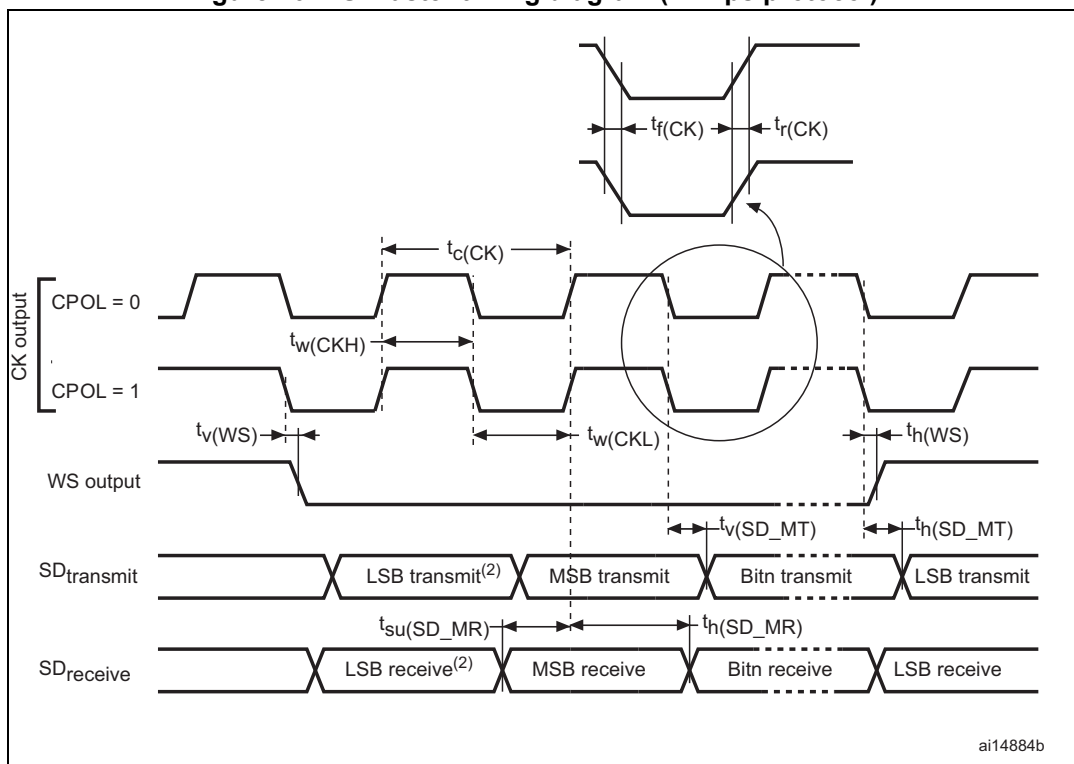 tf(CK)
tr(CK)
tc(CK)
CK output
CPOL = 0
tw(CKH)
CPOL = 1
tv(WS)
tw(CKL)
th(WS)
WS output
tv(SD_MT)
th(SD_MT)
SDtransmit
LSB transmit(2)
MSB transmit
Bitn transmit
LSB transmit
tsu(SD_MR)
th(SD_MR)
SDreceive
LSB receive(2)
MSB receive
Bitn receive
LSB receive
ai14884b